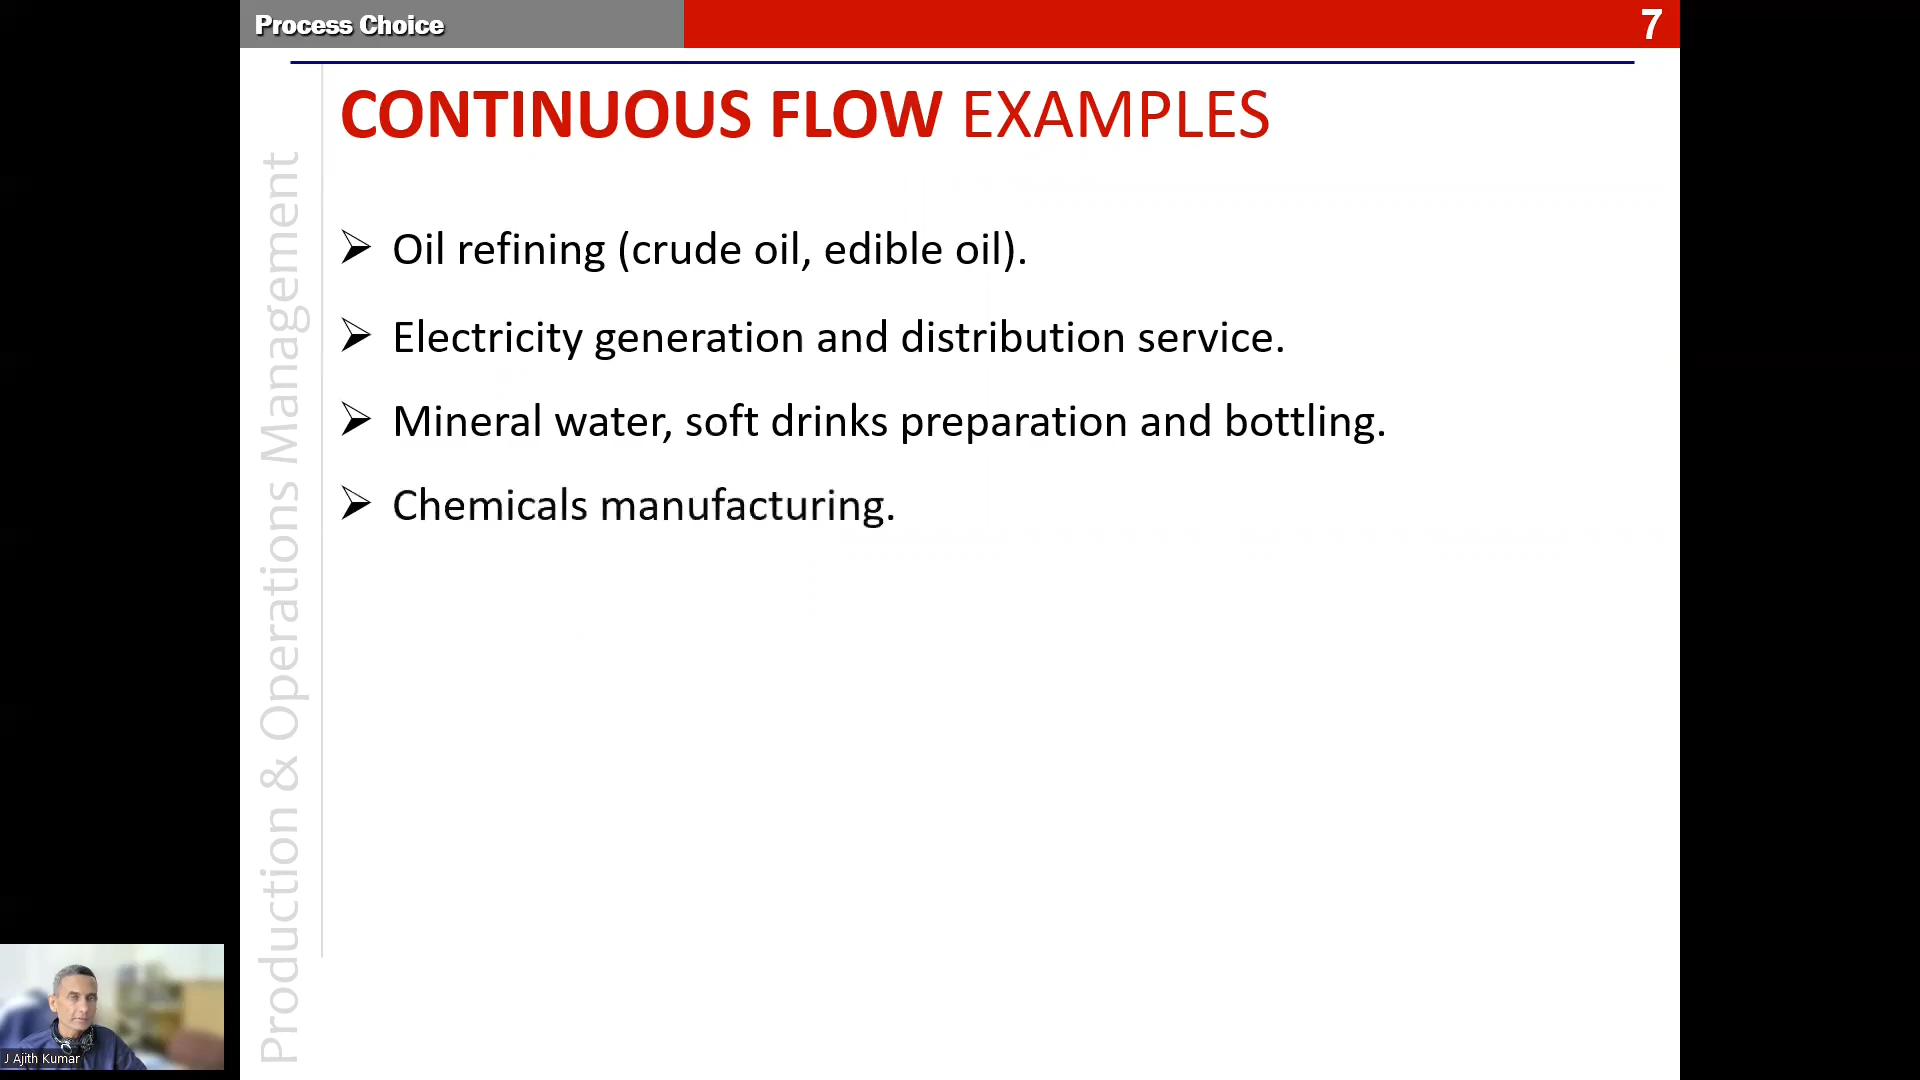 Process Choice
7
CONTINUOUS FLOW EXAMPLES
Production & Operations Management
Oil refining (crude oil, edible oil).
Electricity generation and distribution service.
Mineral water, soft drinks preparation and bottling.
Chemicals manufacturing.
J Ajith Kumar